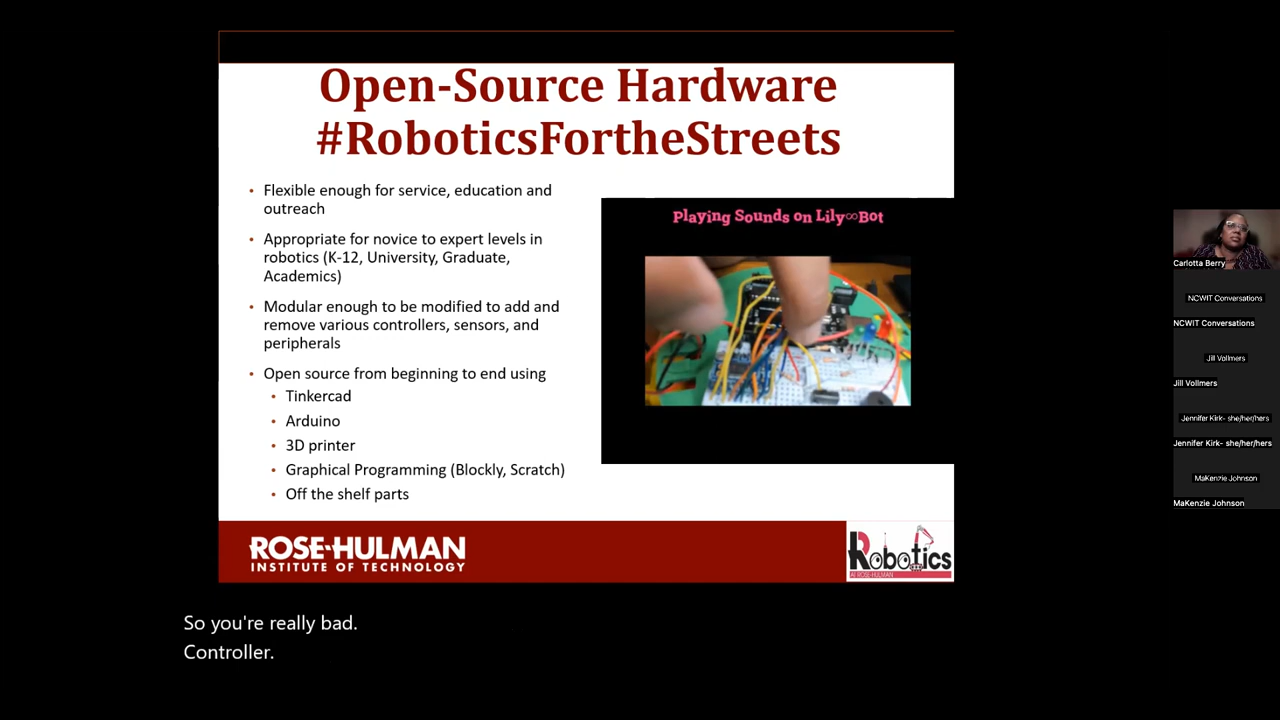 Open-Source Hardware
#RoboticsFortheStreets
• Flexible enough for service, education and
outreach
• Appropriate for novice to expert levels in
robotics (K-12, University, Graduate,
Academics)
• Modular enough to be modified to add and
remove various controllers, sensors, and
peripherals
• Open source from beginning to end using
• Tinkercad
• Arduino
• 3D printer
• Graphical Programming (Blockly, Scratch)
• Off the shelf parts
Playing Sounds on Lily∞Bot
ROSE-HULMAN
INSTITUTE OF TECHNOLOGY
Robotics
AT ROSE-HULMAN
So you're really bad.
Controller.
Carlotta Berry
NCWIT Conversations
NCWIT Conversations
Jill Vollmers
Jill Vollmers
Jennifer Kirk- she/her/hers
Jennifer Kirk- she/her/hers
MaKenzie Johnson
MaKenzie Johnson